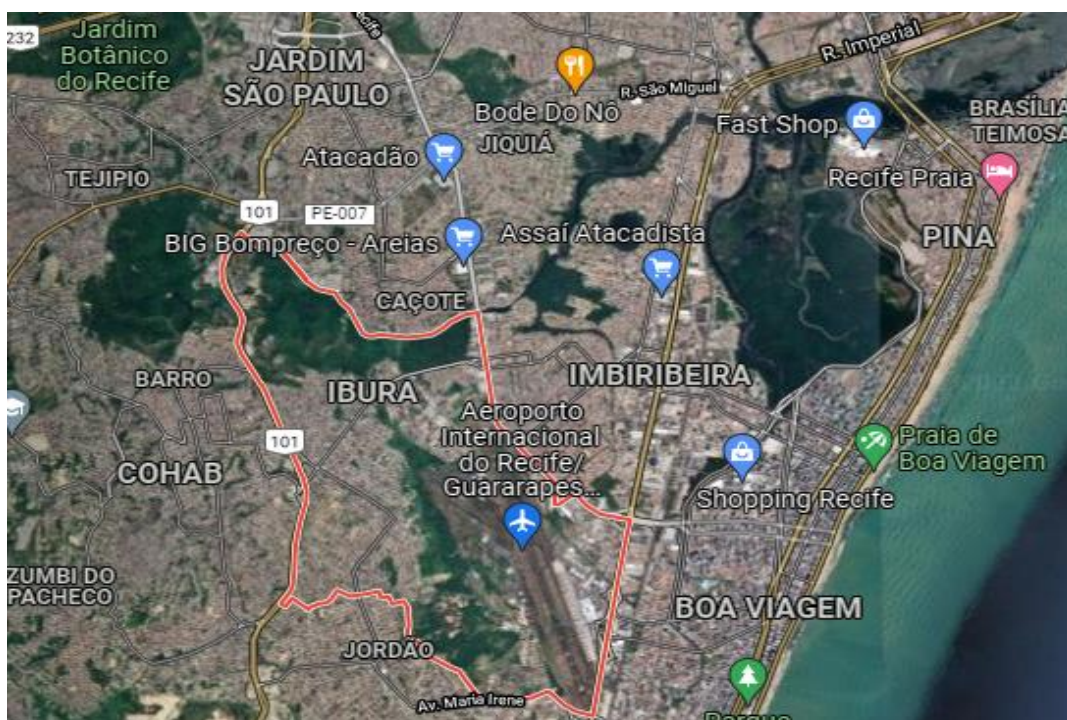 232
Jardim
Botânico
do Recife
JARDIM
SÃO PAULO
Recife
R. Imperial
Bode Do Nô
R. São Miguel
JIQUIÁ
Fast Shop
BRASÍLIA
TEIMOSA
Atacadão
Recife Praia
TEJIPIO
101
PE-007
BIG Bompreço - Areias
Assaí Atacadista
PINA
CAÇOTE
BARRO
IBURA
IMBIRIBEIRA
Aeroporto
Internacional
do Recife/
Guararapes...
101
Praia de
Boa Viagem
COHAB
Shopping Recife
ZUMBI DO
PACHECO
BOA VIAGEM
JORDÃO
Av. Maria Irene
Parque